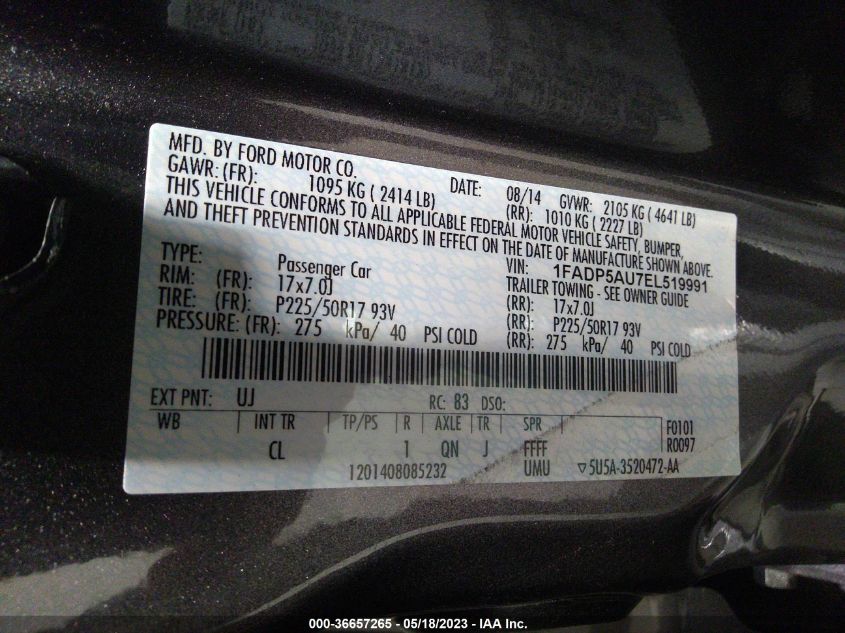 MFD. BY FORD MOTOR CO.
DATE: 08/14 GVWR: 2105 KG ( 4641 LB)
GAWR: (FR): 1095 KG ( 2414 LB) (RR): 1010 KG ( 2227 LB)
THIS VEHICLE CONFORMS TO ALL APPLICABLE FEDERAL MOTOR VEHICLE SAFETY, BUMPER,
AND THEFT PREVENTION STANDARDS IN EFFECT ON THE DATE OF MANUFACTURE SHOWN ABOVE.
VIN: 1FADP5AU7EL519991
TYPE: Passenger Car TRAILER TOWING - SEE OWNER GUIDE
RIM: (FR): 17x7.0J (RR): 17x7.0J
TIRE: (FR): P225/50R17 93V (RR): P225/50R17 93V
PRESSURE: (FR): 275 kPa/ 40 PSI COLD (RR): 275 kPa/ 40 PSI COLD
EXT PNT: UJ RC: 83 DSO:
WB INT TR TP/PS R AXLE TR SPR F0101
CL 1 QN J FFFF R0097
1201408085232 UMU ▽5U5A-3520472-AA
000-36657265 - 05/18/2023 - IAA Inc.